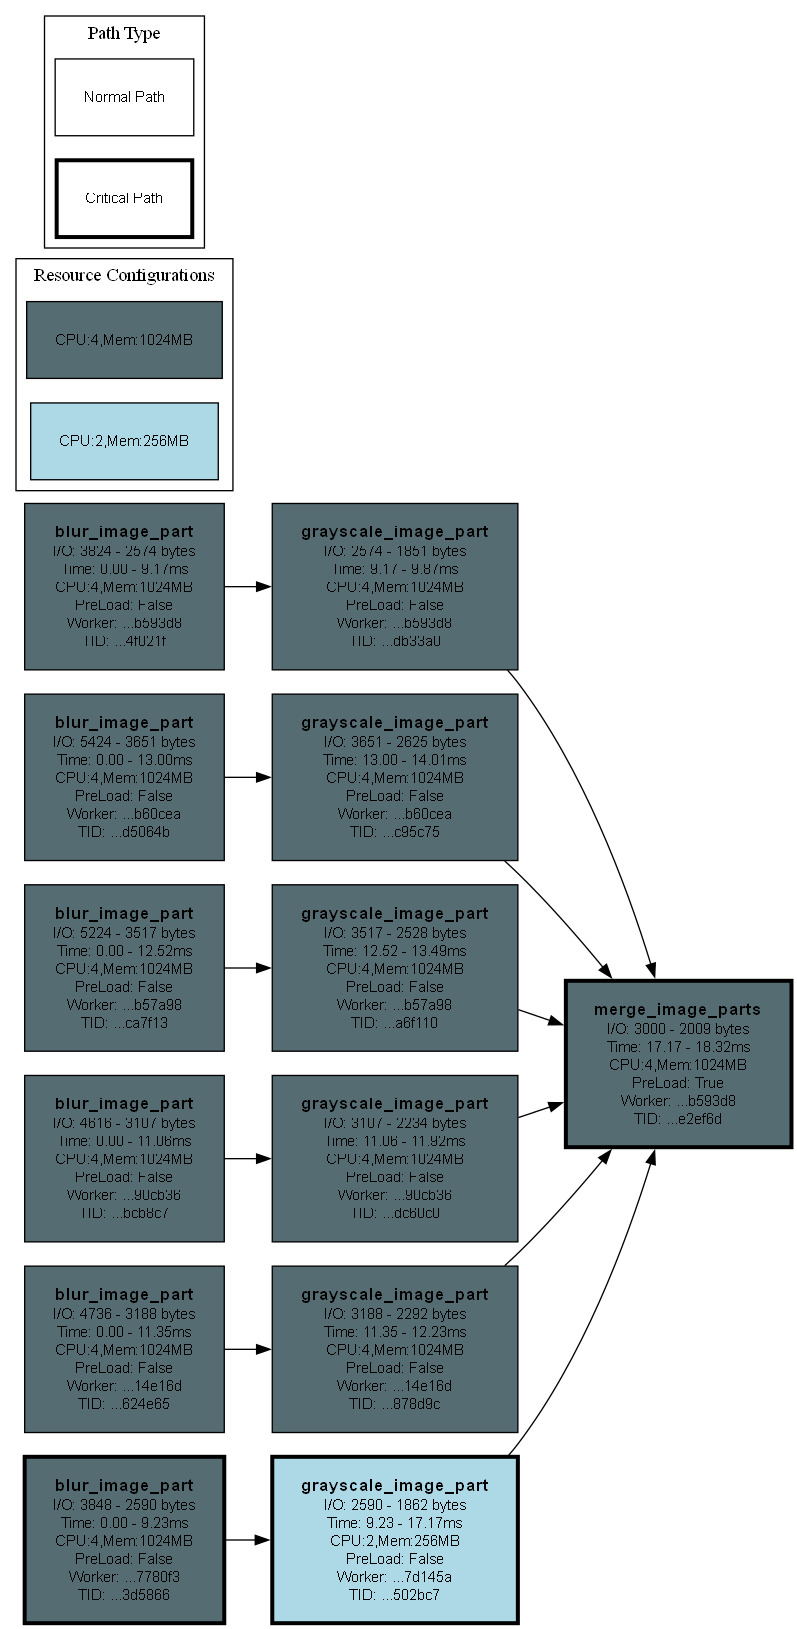 Path Type
Normal Path
Critical Path
Resource Configurations
CPU:4,Mem:1024MB
CPU:2,Mem:256MB
blur_image_part
I/O: 3824 - 2574 bytes
Time: 0.00 - 9.17ms
CPU:4,Mem:1024MB
PreLoad: False
Worker: ...b593d8
TID: ...4f021f
grayscale_image_part
I/O: 2574 - 1851 bytes
Time: 9.17 - 9.87ms
CPU:4,Mem:1024MB
PreLoad: False
Worker: ...b593d8
TID: ...db33a0
blur_image_part
I/O: 5424 - 3651 bytes
Time: 0.00 - 13.00ms
CPU:4,Mem:1024MB
PreLoad: False
Worker: ...b60cea
TID: ...d5064b
grayscale_image_part
I/O: 3651 - 2625 bytes
Time: 13.00 - 14.01ms
CPU:4,Mem:1024MB
PreLoad: False
Worker: ...b60cea
TID: ...c95c75
blur_image_part
I/O: 5224 - 3517 bytes
Time: 0.00 - 12.52ms
CPU:4,Mem:1024MB
PreLoad: False
Worker: ...b57a98
TID: ...ca7f13
grayscale_image_part
I/O: 3517 - 2528 bytes
Time: 12.52 - 13.49ms
CPU:4,Mem:1024MB
PreLoad: False
Worker: ...b57a98
TID: ...a6f110
merge_image_parts
I/O: 3000 - 2009 bytes
Time: 17.17 - 18.32ms
CPU:4,Mem:1024MB
PreLoad: True
Worker: ...b593d8
TID: ...e2ef6d
blur_image_part
I/O: 4616 - 3107 bytes
Time: 0.00 - 11.06ms
CPU:4,Mem:1024MB
PreLoad: False
Worker: ...90cb36
TID: ...bcb8c7
grayscale_image_part
I/O: 3107 - 2234 bytes
Time: 11.06 - 11.92ms
CPU:4,Mem:1024MB
PreLoad: False
Worker: ...90cb36
TID: ...dc60c0
blur_image_part
I/O: 4736 - 3188 bytes
Time: 0.00 - 11.35ms
CPU:4,Mem:1024MB
PreLoad: False
Worker: ...14e16d
TID: ...624e65
grayscale_image_part
I/O: 3188 - 2292 bytes
Time: 11.35 - 12.23ms
CPU:4,Mem:1024MB
PreLoad: False
Worker: ...14e16d
TID: ...878d9c
blur_image_part
I/O: 3848 - 2590 bytes
Time: 0.00 - 9.23ms
CPU:4,Mem:1024MB
PreLoad: False
Worker: ...7780f3
TID: ...3d5866
grayscale_image_part
I/O: 2590 - 1862 bytes
Time: 9.23 - 17.17ms
CPU:2,Mem:256MB
PreLoad: False
Worker: ...7d145a
TID: ...502bc7